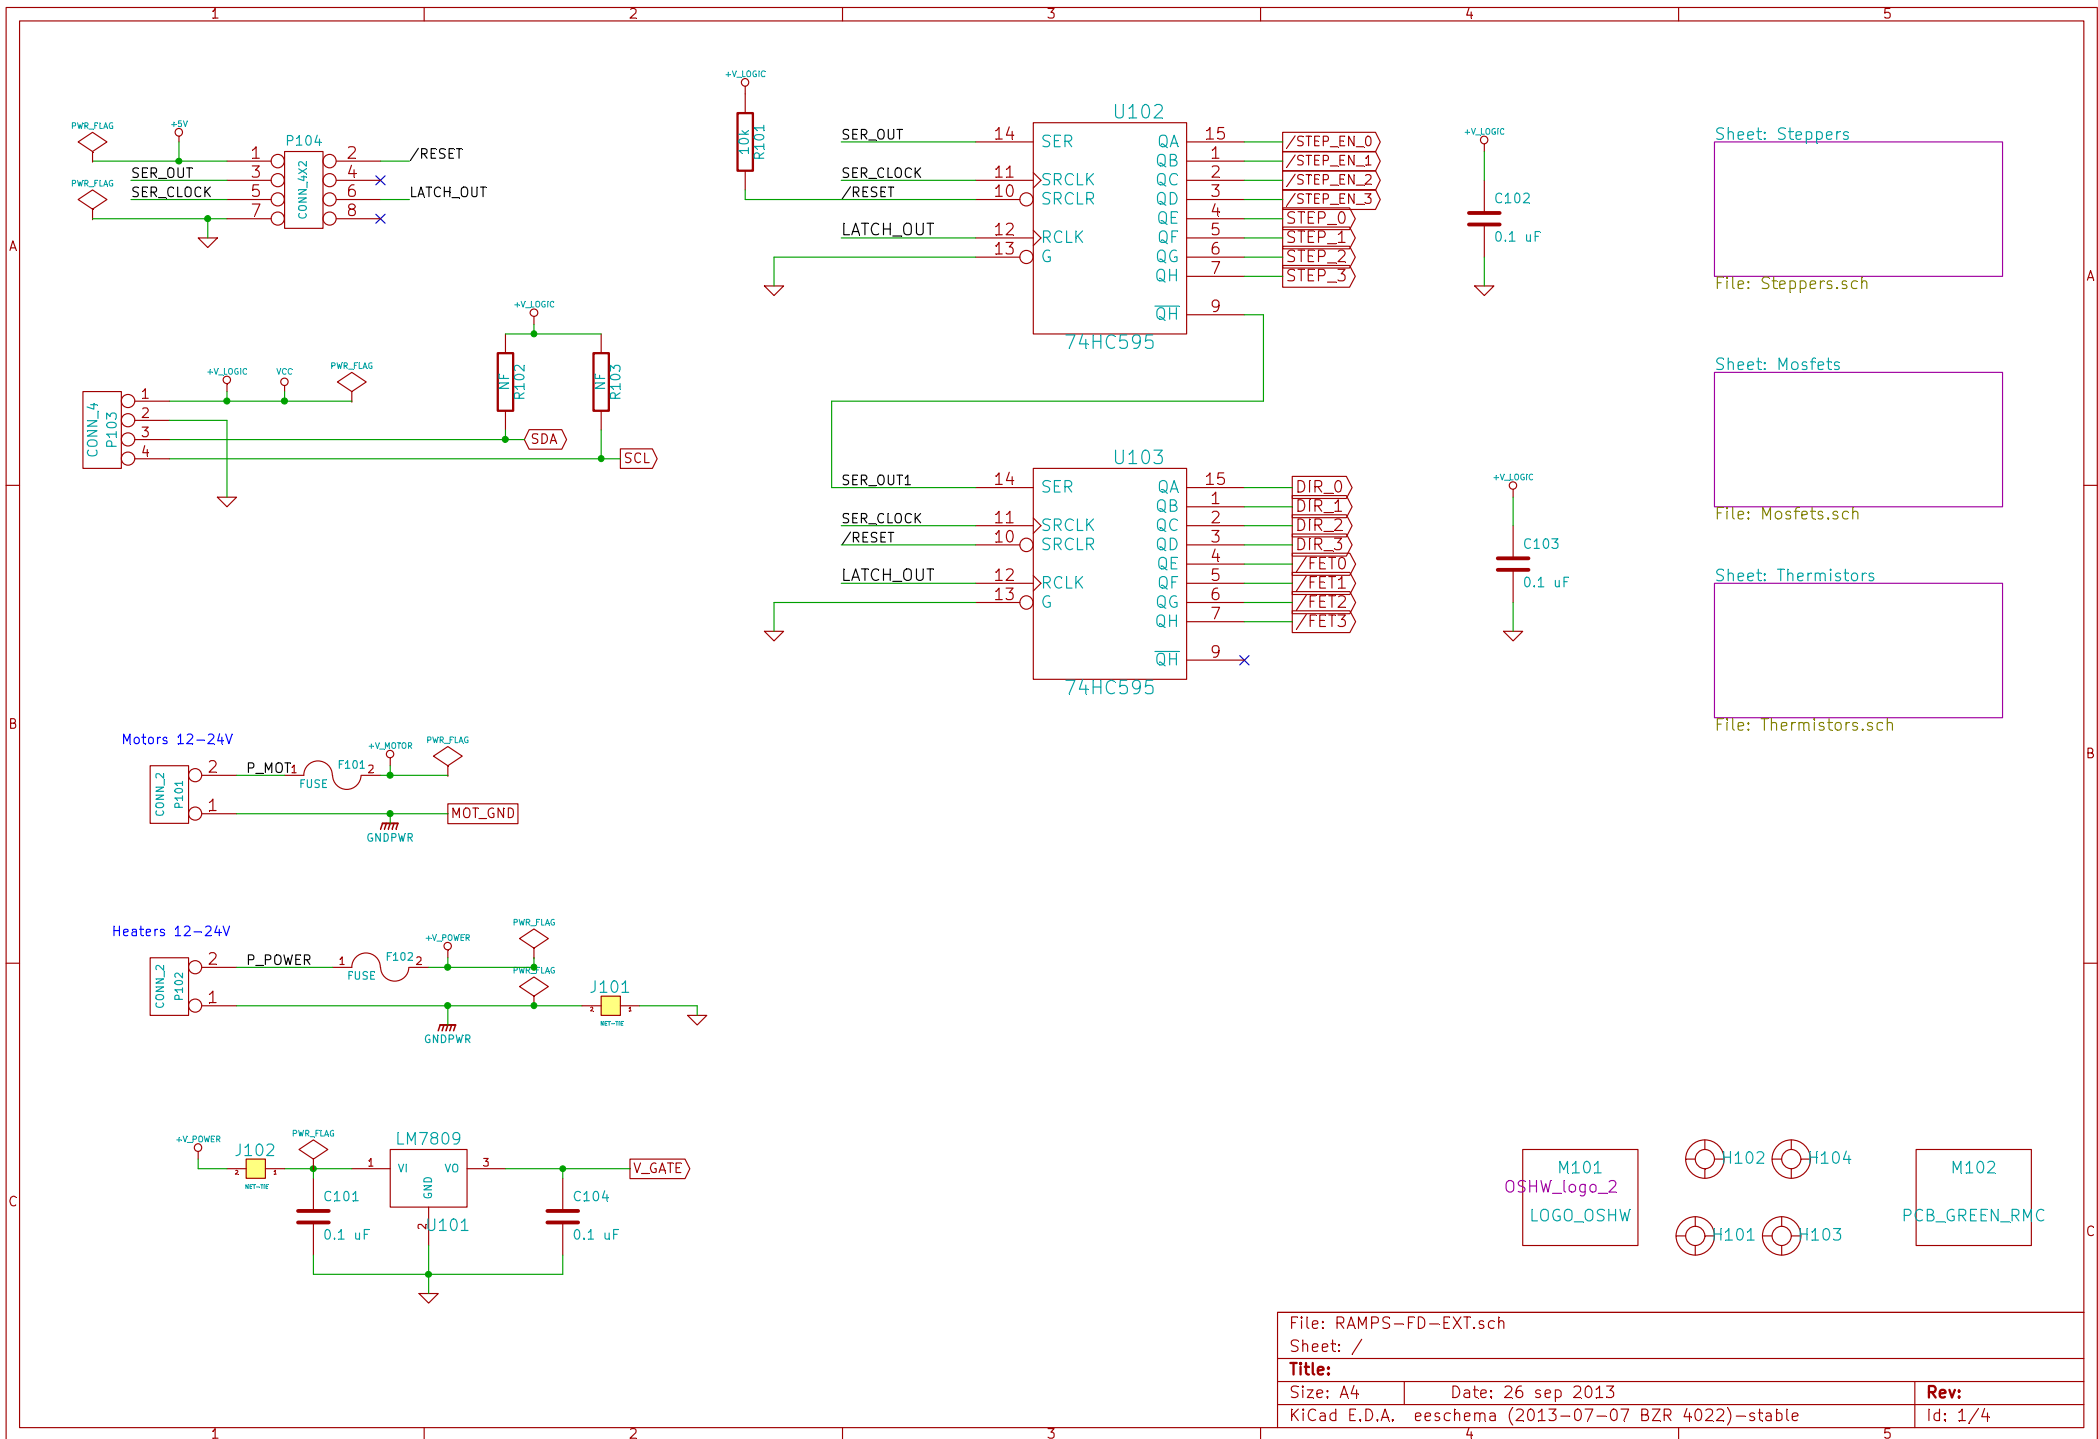 1 2 3 4 5
A
B
C
PWR_FLAG
+5V
P104
CONN_4X2
1 2 /RESET
SER_OUT 3 4
SER_CLOCK 5 6 LATCH_OUT
7 8
PWR_FLAG
+V_LOGIC
10k
R101
U102
SER_OUT 14 SER QA 15 /STEP_EN_0
QB 1 /STEP_EN_1
SER_CLOCK 11 SRCLK QC 2 /STEP_EN_2
/RESET 10 SRCLR QD 3 /STEP_EN_3
QE 4 STEP_0
LATCH_OUT 12 RCLK QF 5 STEP_1
13 G QG 6 STEP_2
QH 7 STEP_3
QH 9
74HC595
+V_LOGIC
C102
0.1 uF
Sheet: Steppers
File: Steppers.sch
+V_LOGIC
NF
R102
NF
R103
+V_LOGIC
VCC
PWR_FLAG
CONN_4
P103
1
2
3 SDA
4 SCL
Sheet: Mosfets
File: Mosfets.sch
U103
SER_OUT1 14 SER QA 15 DIR_0
QB 1 DIR_1
SER_CLOCK 11 SRCLK QC 2 DIR_2
/RESET 10 SRCLR QD 3 DIR_3
QE 4 /FET0
LATCH_OUT 12 RCLK QF 5 /FET1
13 G QG 6 /FET2
QH 7 /FET3
QH 9
74HC595
+V_LOGIC
C103
0.1 uF
Sheet: Thermistors
File: Thermistors.sch
Motors 12-24V
CONN_2
P101
2 P_MOT 1 F101 2
FUSE
+V_MOTOR
PWR_FLAG
1 MOT_GND
GNDPWR
Heaters 12-24V
CONN_2
P102
2 P_POWER 1 F102 2
FUSE
+V_POWER
PWR_FLAG
PWR_FLAG
1
GNDPWR
J101
2 1
NET-TIE
+V_POWER
J102
2 1
NET-TIE
PWR_FLAG
LM7809
1 VI VO 3 V_GATE
GND
2
U101
C101
0.1 uF
C104
0.1 uF
M101
OSHW_logo_2
LOGO_OSHW
H102 H104
H101 H103
M102
PCB_GREEN_RMC
File: RAMPS-FD-EXT.sch
Sheet: /
Title:
Size: A4 Date: 26 sep 2013 Rev:
KiCad E.D.A. eeschema (2013-07-07 BZR 4022)-stable Id: 1/4
A
B
C
1 2 3 4 5